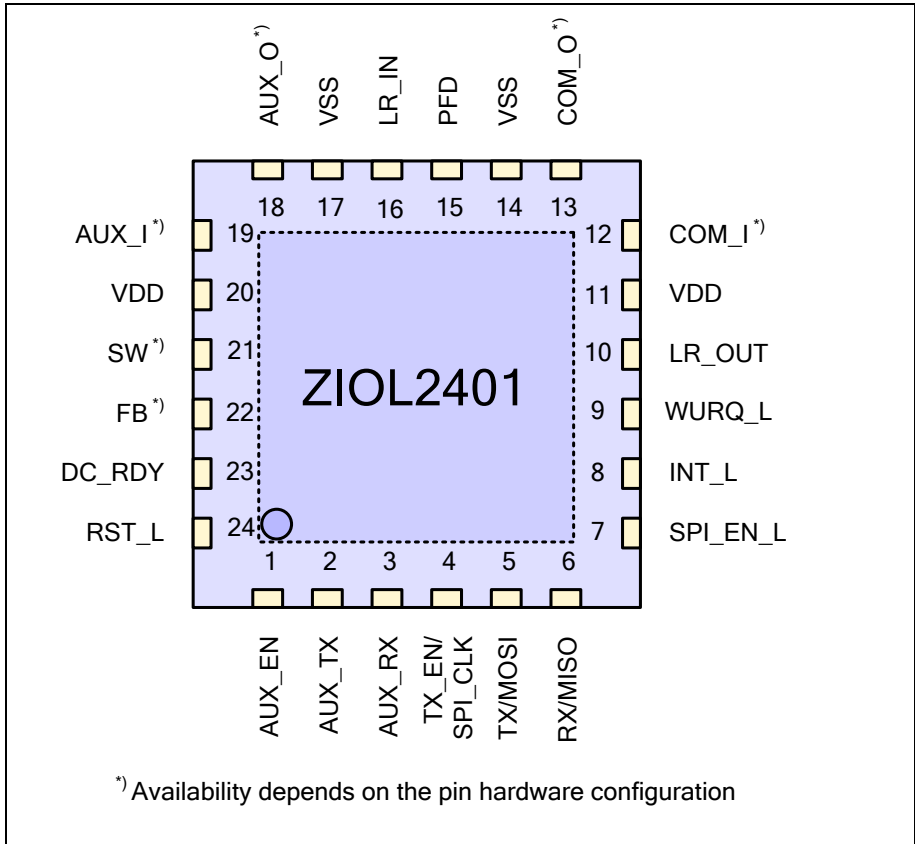 AUX_O*)
VSS
LR_IN
PFD
VSS
COM_O*)
18 17 16 15 14 13
AUX_I*) 19
VDD 20
SW*) 21
FB*) 22
DC_RDY 23
RST_L 24
ZIOL2401
12 COM_I*)
11 VDD
10 LR_OUT
9 WURQ_L
8 INT_L
7 SPI_EN_L
1 2 3 4 5 6
AUX_EN
AUX_TX
AUX_RX
TX_EN/
SPI_CLK
TX/MOSI
RX/MISO
*) Availability depends on the pin hardware configuration